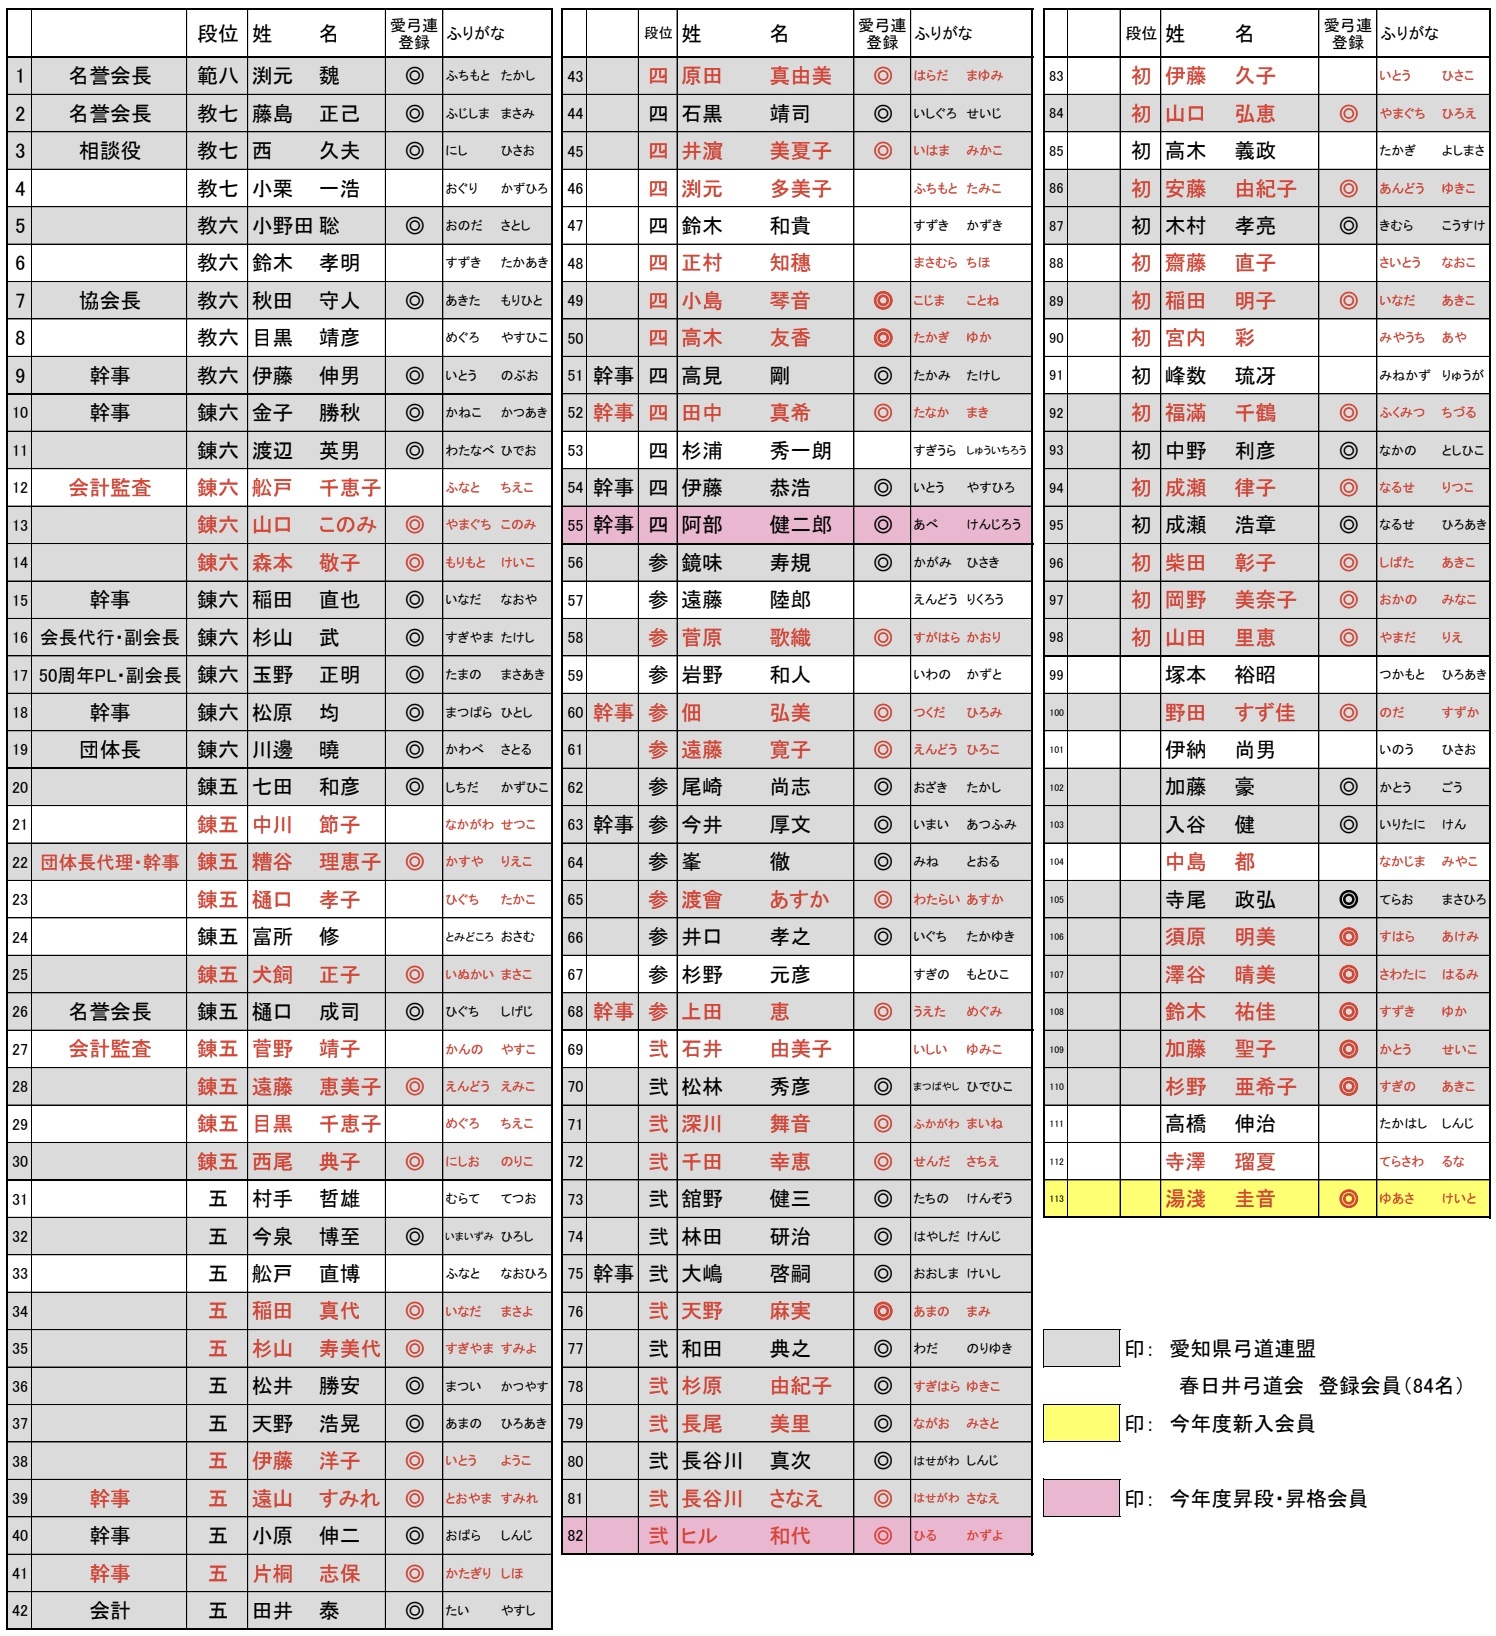 段位 姓 名 愛弓連登録 ふりがな
1 名誉会長 範八 渕元 魏 ◎ ふちもと たかし
2 名誉会長 教七 藤島 正己 ◎ ふじしま まさみ
3 相談役 教七 西 久夫 ◎ にし ひさお
4 教七 小栗 一浩 おぐり かずひろ
5 教六 小野田 聡 ◎ おのだ さとし
6 教六 鈴木 孝明 すずき たかあき
7 協会長 教六 秋田 守人 ◎ あきた もりひと
8 教六 目黒 靖彦 めぐろ やすひこ
9 幹事 教六 伊藤 伸男 ◎ いとう のぶお
10 幹事 錬六 金子 勝秋 ◎ かねこ かつあき
11 錬六 渡辺 英男 ◎ わたなべ ひでお
12 会計監査 錬六 舩戸 千恵子 ふなと ちえこ
13 錬六 山口 このみ ◎ やまぐち このみ
14 錬六 森本 敬子 ◎ もりもと けいこ
15 幹事 錬六 稲田 直也 ◎ いなだ なおや
16 会長代行・副会長 錬六 杉山 武 ◎ すぎやま たけし
17 50周年PL・副会長 錬六 玉野 正明 ◎ たまの まさあき
18 幹事 錬六 松原 均 ◎ まつばら ひとし
19 団体長 錬六 川邊 曉 ◎ かわべ さとる
20 錬五 七田 和彦 ◎ しちだ かずひこ
21 錬五 中川 節子 なかがわ せつこ
22 団体長代理・幹事 錬五 糟谷 理恵子 ◎ かすや りえこ
23 錬五 樋口 孝子 ひぐち たかこ
24 錬五 富所 修 とみどころ おさむ
25 錬五 犬飼 正子 ◎ いぬかい まさこ
26 名誉会長 錬五 樋口 成司 ◎ ひぐち しげじ
27 会計監査 錬五 菅野 靖子 かんの やすこ
28 錬五 遠藤 恵美子 ◎ えんどう えみこ
29 錬五 目黒 千恵子 めぐろ ちえこ
30 錬五 西尾 典子 ◎ にしお のりこ
31 五 村手 哲雄 むらて てつお
32 五 今泉 博至 ◎ いまいずみ ひろし
33 五 舩戸 直博 ふなと なおひろ
34 五 稲田 真代 ◎ いなだ まさよ
35 五 杉山 寿美代 ◎ すぎやま すみよ
36 五 松井 勝安 ◎ まつい かつやす
37 五 天野 浩晃 ◎ あまの ひろあき
38 五 伊藤 洋子 ◎ いとう ようこ
39 幹事 五 遠山 すみれ ◎ とおやま すみれ
40 幹事 五 小原 伸二 ◎ おばら しんじ
41 幹事 五 片桐 志保 ◎ かたぎり しほ
42 会計 五 田井 泰 ◎ たい やすし
段位 姓 名 愛弓連登録 ふりがな
43 四 原田 真由美 ◎ はらだ まゆみ
44 四 石黒 靖司 ◎ いしぐろ せいじ
45 四 井濵 美夏子 ◎ いはま みかこ
46 四 渕元 多美子 ふちもと たみこ
47 四 鈴木 和貴 すずき かずき
48 四 正村 知穂 まさむら ちほ
49 四 小島 琴音 ◎ こじま ことね
50 四 高木 友香 ◎ たかぎ ゆか
51 幹事 四 高見 剛 ◎ たかみ たけし
52 幹事 四 田中 真希 ◎ たなか まき
53 四 杉浦 秀一朗 すぎうら しゅういちろう
54 幹事 四 伊藤 恭浩 ◎ いとう やすひろ
55 幹事 四 阿部 健二郎 ◎ あべ けんじろう
56 参 鏡味 寿規 ◎ かがみ ひさき
57 参 遠藤 陸郎 えんどう りくろう
58 参 菅原 歌織 ◎ すがはら かおり
59 参 岩野 和人 いわの かずと
60 幹事 参 佃 弘美 ◎ つくだ ひろみ
61 参 遠藤 寛子 ◎ えんどう ひろこ
62 参 尾崎 尚志 ◎ おざき たかし
63 幹事 参 今井 厚文 ◎ いまい あつふみ
64 参 峯 徹 ◎ みね とおる
65 参 渡會 あすか ◎ わたらい あすか
66 参 井口 孝之 ◎ いぐち たかゆき
67 参 杉野 元彦 すぎの もとひこ
68 幹事 参 上田 恵 ◎ うえた めぐみ
69 弐 石井 由美子 いしい ゆみこ
70 弐 松林 秀彦 ◎ まつばやし ひでひこ
71 弐 深川 舞音 ◎ ふかがわ まいね
72 弐 千田 幸恵 ◎ せんだ さちえ
73 弐 舘野 健三 ◎ たちの けんぞう
74 弐 林田 研治 ◎ はやしだ けんじ
75 幹事 弐 大嶋 啓嗣 ◎ おおしま けいし
76 弐 天野 麻実 ◎ あまの まみ
77 弐 和田 典之 ◎ わだ のりゆき
78 弐 杉原 由紀子 ◎ すぎはら ゆきこ
79 弐 長尾 美里 ◎ ながお みさと
80 弐 長谷川 真次 ◎ はせがわ しんじ
81 弐 長谷川 さなえ ◎ はせがわ さなえ
82 弐 ヒル 和代 ◎ ひる かずよ
段位 姓 名 愛弓連登録 ふりがな
83 初 伊藤 久子 いとう ひさこ
84 初 山口 弘恵 ◎ やまぐち ひろえ
85 初 高木 義政 たかぎ よしまさ
86 初 安藤 由紀子 ◎ あんどう ゆきこ
87 初 木村 孝亮 ◎ きむら こうすけ
88 初 齋藤 直子 さいとう なおこ
89 初 稲田 明子 ◎ いなだ あきこ
90 初 宮内 彩 みやうち あや
91 初 峰数 琉冴 みねかず りゅうが
92 初 福滿 千鶴 ◎ ふくみつ ちづる
93 初 中野 利彦 ◎ なかの としひこ
94 初 成瀬 律子 ◎ なるせ りつこ
95 初 成瀬 浩章 ◎ なるせ ひろあき
96 初 柴田 彰子 ◎ しばた あきこ
97 初 岡野 美奈子 ◎ おかの みなこ
98 初 山田 里恵 ◎ やまだ りえ
99 塚本 裕昭 つかもと ひろあき
100 野田 すず佳 ◎ のだ すずか
101 伊納 尚男 いのう ひさお
102 加藤 豪 ◎ かとう ごう
103 入谷 健 ◎ いりたに けん
104 中島 都 なかじま みやこ
105 寺尾 政弘 ◎ てらお まさひろ
106 須原 明美 ◎ すはら あけみ
107 澤谷 晴美 ◎ さわたに はるみ
108 鈴木 祐佳 ◎ すずき ゆか
109 加藤 聖子 ◎ かとう せいこ
110 杉野 亜希子 ◎ すぎの あきこ
111 高橋 伸治 たかはし しんじ
112 寺澤 瑠夏 てらさわ るな
113 湯淺 圭音 ◎ ゆあさ けいと
印： 愛知県弓道連盟
春日井弓道会 登録会員（84名）
印： 今年度新入会員
印： 今年度昇段・昇格会員